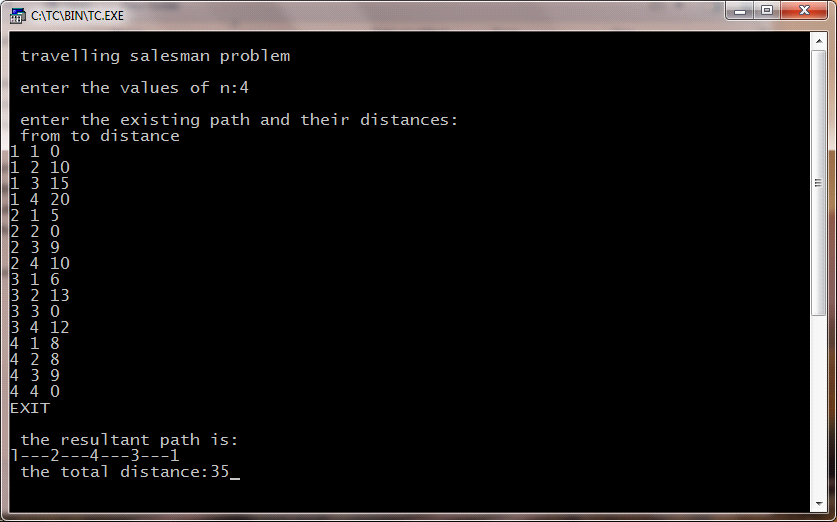 C:\TC\BIN\TC.EXE
travelling salesman problem
enter the values of n:4
enter the existing path and their distances:
from to distance
1 1 0
1 2 10
1 3 15
1 4 20
2 1 5
2 2 0
2 3 9
2 4 10
3 1 6
3 2 13
3 3 0
3 4 12
4 1 8
4 2 8
4 3 9
4 4 0
EXIT
the resultant path is:
1---2---4---3---1
the total distance:35_